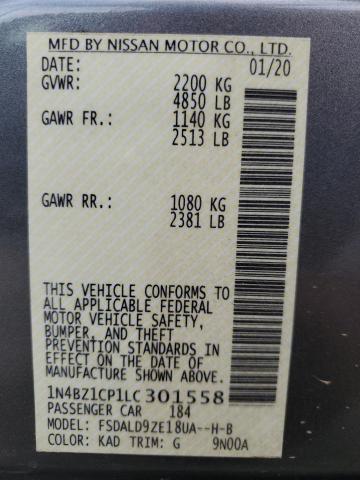 MFD BY NISSAN MOTOR CO., LTD.
DATE: 01/20
GVWR: 2200 KG
4850 LB
GAWR FR.: 1140 KG
2513 LB
GAWR RR.: 1080 KG
2381 LB
THIS VEHICLE CONFORMS TO
ALL APPLICABLE FEDERAL
MOTOR VEHICLE SAFETY,
BUMPER, AND THEFT
PREVENTION STANDARDS IN
EFFECT ON THE DATE OF
MANUFACTURE SHOWN ABOVE.
1N4BZ1CP1LC301558
PASSENGER CAR 184
MODEL: FSDALD9ZE18UA--H-B
COLOR: KAD TRIM: G 9N00A